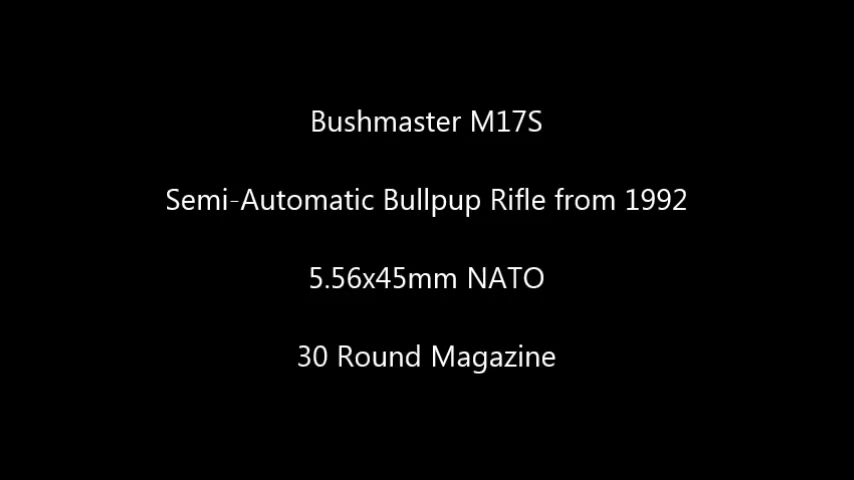 Bushmaster M17S
Semi-Automatic Bullpup Rifle from 1992
5.56x45mm NATO
30 Round Magazine